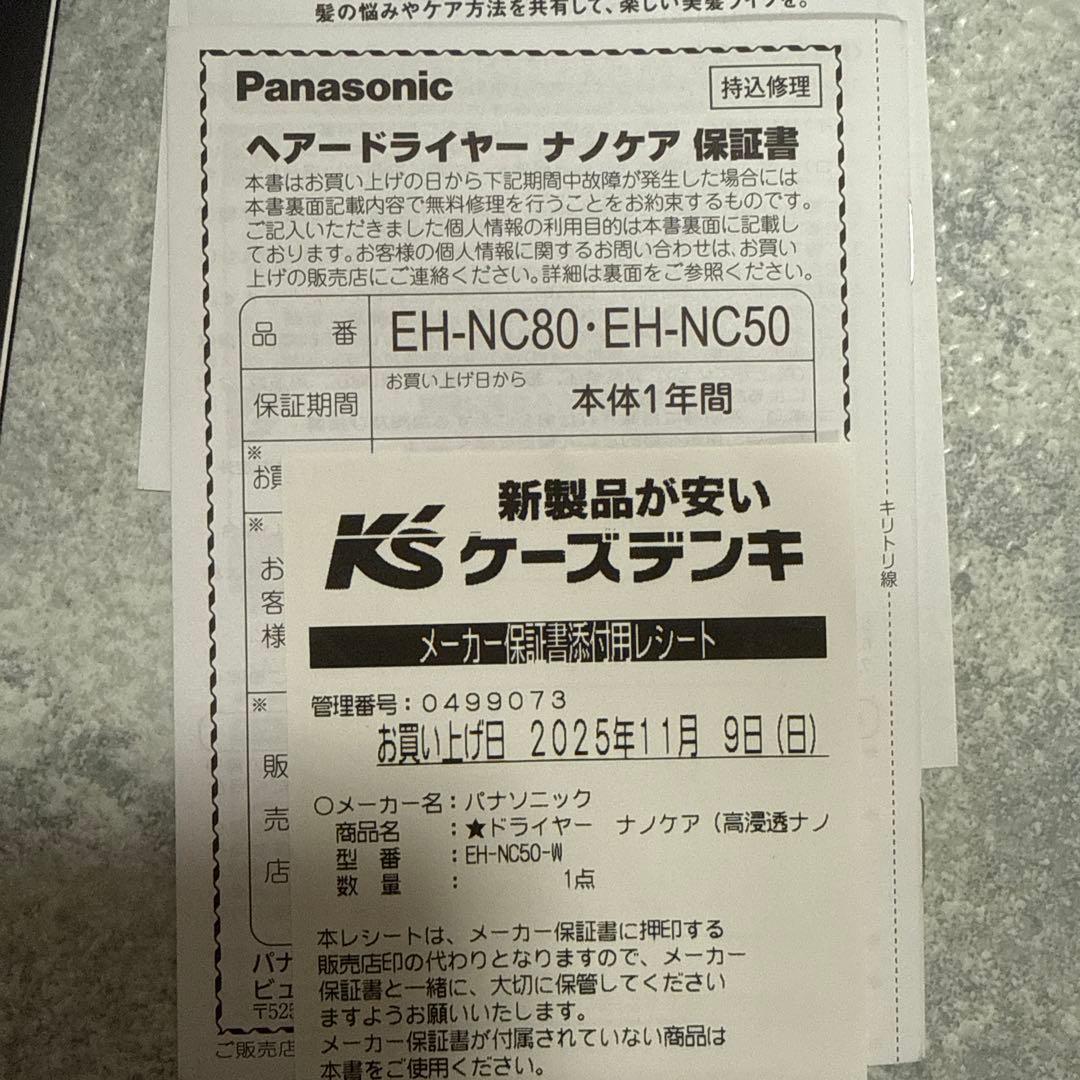 髪の悩みやケア方法を共有して、楽しい美髪ライフを。
Panasonic
持込修理
ヘアードライヤー ナノケア 保証書
本書はお買い上げの日から下記期間中故障が発生した場合には
本書裏面記載内容で無料修理を行うことをお約束するものです。
ご記入いただきました個人情報の利用目的は本書裏面に記載し
ております。お客様の個人情報に関するお問い合わせは、お買い
上げの販売店にご連絡ください。詳細は裏面をご参照ください。
品番 EH-NC80・EH-NC50
保証期間 お買い上げ日から 本体1年間
※
お買
※
お客様
※
販売店
パナ
ビュ
〒525
ご販売店
キリトリ線
新製品が安い
K's ケーズデンキ
メーカー保証書添付用レシート
管理番号：0499073
お買い上げ日 2025年11月 9日(日)
○メーカー名：パナソニック
商品名 ：★ドライヤー ナノケア（高浸透ナノ
型番 ：EH-NC50-W
数量 ： 1点
本レシートは、メーカー保証書に押印する
販売店印の代わりとなりますので、メーカー
保証書と一緒に、大切に保管してください
ますようお願いいたします。
メーカー保証書が付属されていない商品は
本書をご使用ください。